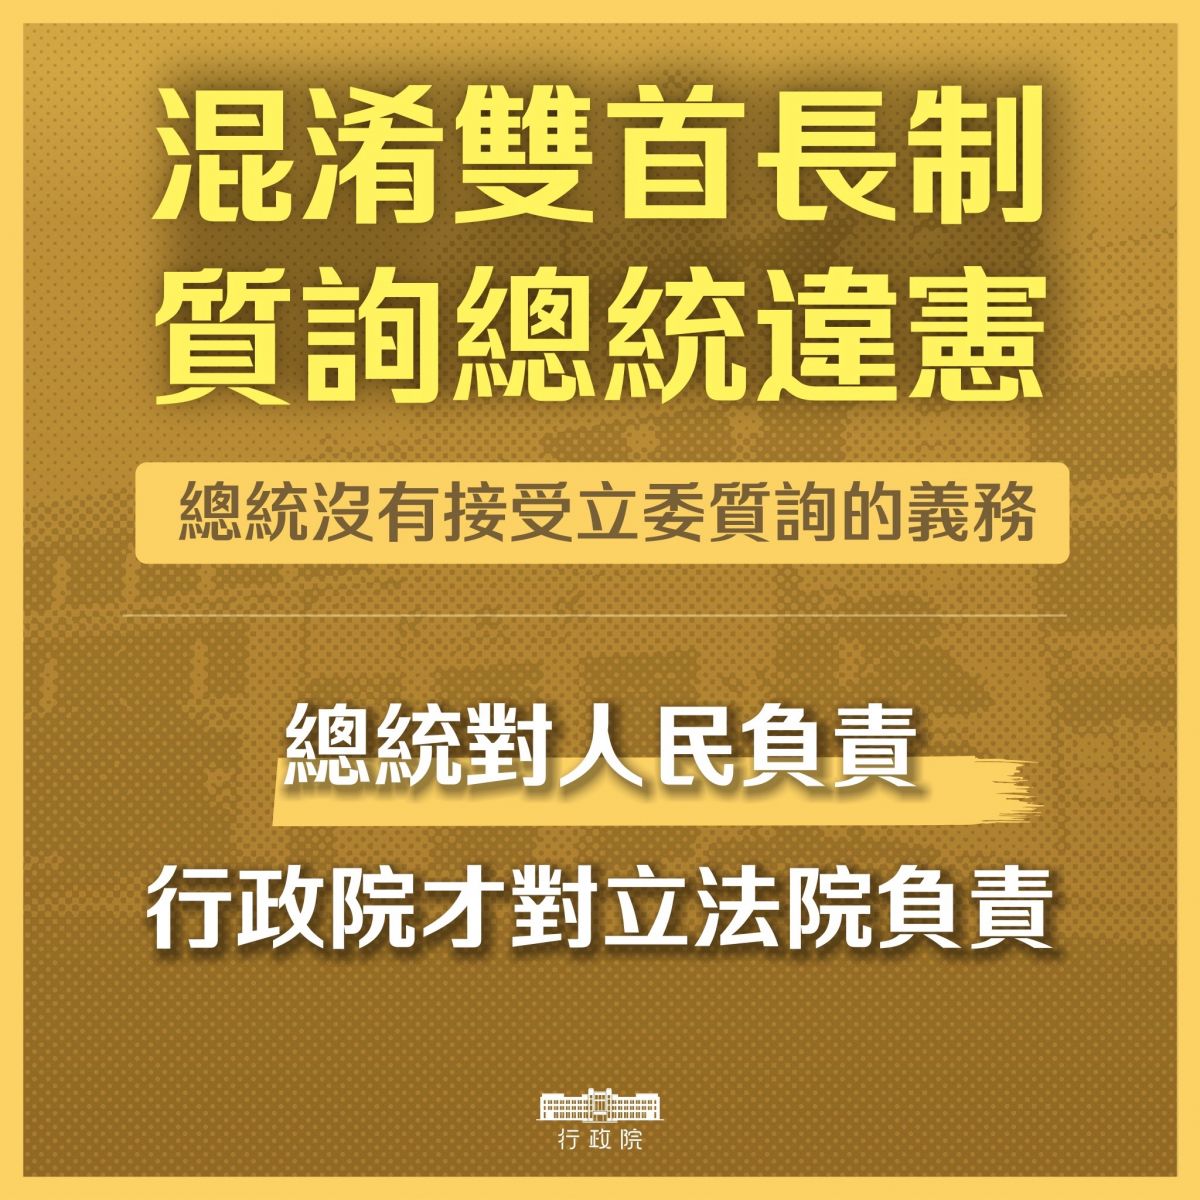 混淆雙首長制
質詢總統違憲
總統沒有接受立委質詢的義務
總統對人民負責
行政院才對立法院負責
行政院